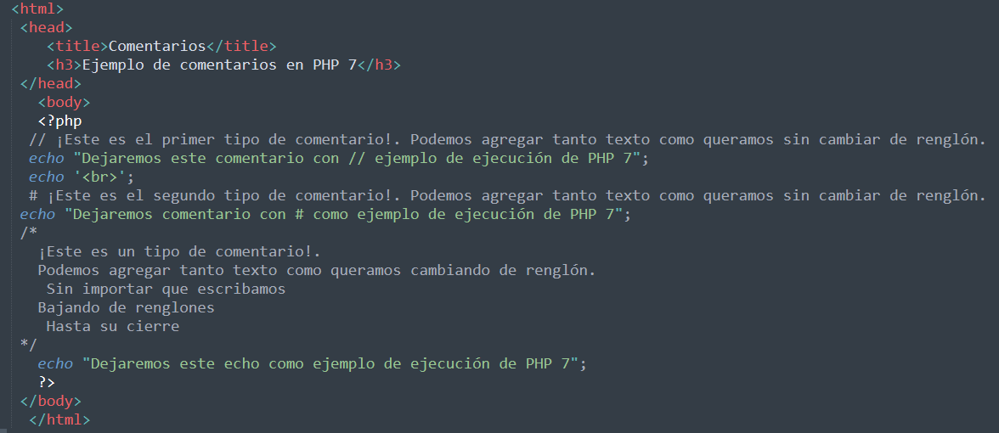 <html>
<head>
<title>Comentarios</title>
<h3>Ejemplo de comentarios en PHP 7</h3>
</head>
<body>
<?php
// ¡Este es el primer tipo de comentario!. Podemos agregar tanto texto como queramos sin cambiar de renglón.
echo "Dejaremos este comentario con // ejemplo de ejecución de PHP 7";
echo '<br>';
# ¡Este es el segundo tipo de comentario!. Podemos agregar tanto texto como queramos sin cambiar de renglón.
echo "Dejaremos comentario con # como ejemplo de ejecución de PHP 7";
/*
¡Este es un tipo de comentario!.
Podemos agregar tanto texto como queramos cambiando de renglón.
Sin importar que escribamos
Bajando de renglones
Hasta su cierre
*/
echo "Dejaremos este echo como ejemplo de ejecución de PHP 7";
?>
</body>
</html>